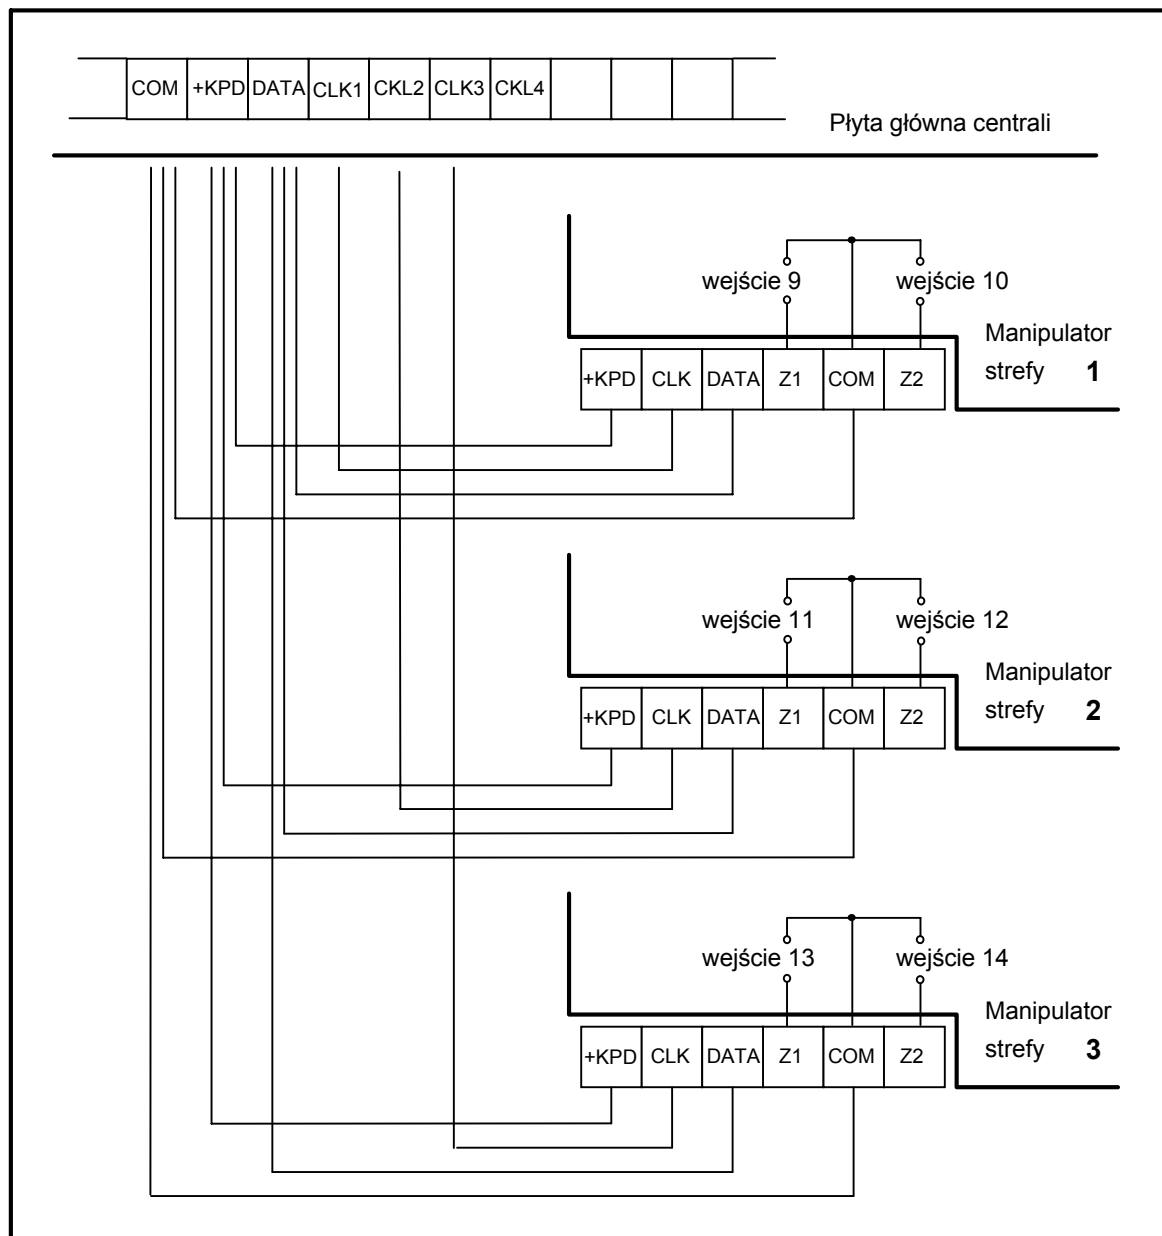 COM +KPD DATA CLK1 CKL2 CLK3 CKL4
Płyta główna centrali
wejście 9 wejście 10
Manipulator
strefy 1
+KPD CLK DATA Z1 COM Z2
wejście 11 wejście 12
Manipulator
strefy 2
+KPD CLK DATA Z1 COM Z2
wejście 13 wejście 14
Manipulator
strefy 3
+KPD CLK DATA Z1 COM Z2